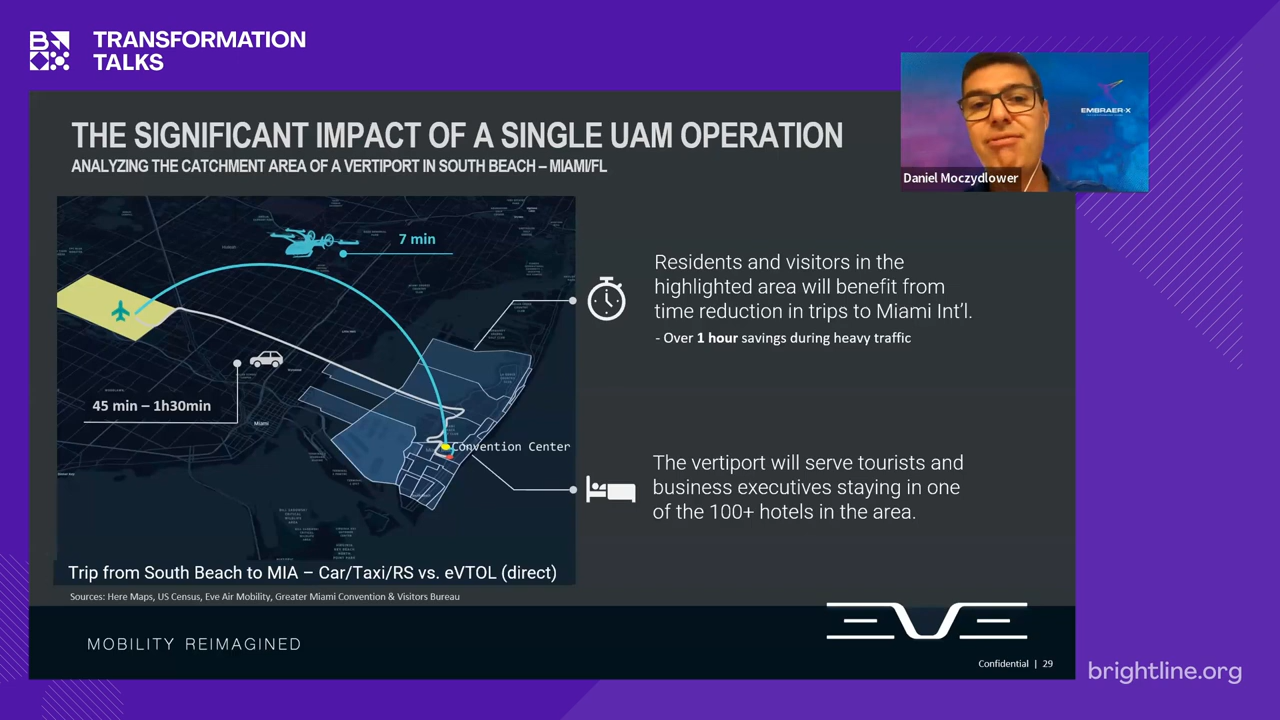 TRANSFORMATION
TALKS
EMBRAER-X
Daniel Moczydlower
THE SIGNIFICANT IMPACT OF A SINGLE UAM OPERATION
ANALYZING THE CATCHMENT AREA OF A VERTIPORT IN SOUTH BEACH – MIAMI/FL
7 min
45 min – 1h30min
Miami
Convention Center
Trip from South Beach to MIA – Car/Taxi/RS vs. eVTOL (direct)
Residents and visitors in the
highlighted area will benefit from
time reduction in trips to Miami Int'l.
- Over 1 hour savings during heavy traffic
The vertiport will serve tourists and
business executives staying in one
of the 100+ hotels in the area.
Sources: Here Maps, US Census, Eve Air Mobility, Greater Miami Convention & Visitors Bureau
MOBILITY REIMAGINED
EVE
Confidential | 29
brightline.org